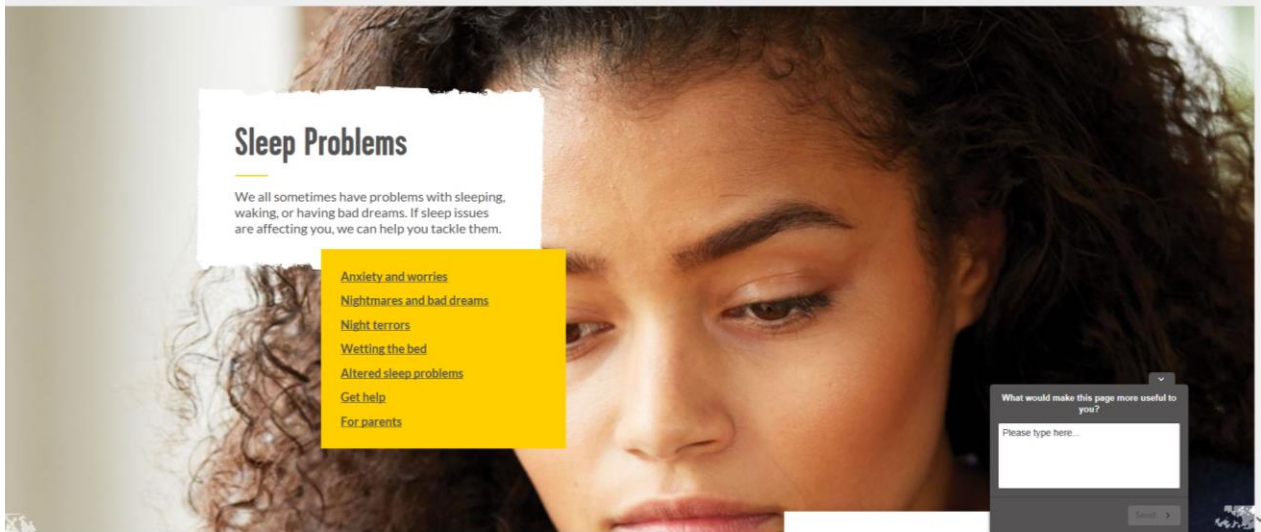 Sleep Problems
We all sometimes have problems with sleeping,
waking, or having bad dreams. If sleep issues
are affecting you, we can help you tackle them.
Anxiety and worries
Nightmares and bad dreams
Night terrors
Wetting the bed
Altered sleep problems
Get help
For parents
What would make this page more useful to
you?
Please type here...
Send